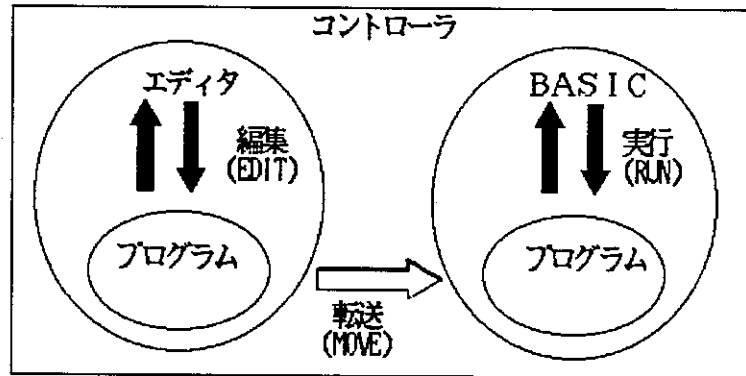 コントローラ
エディタ
編集
(EDIT)
プログラム
転送
(MOVE)
BASIC
実行
(RUN)
プログラム